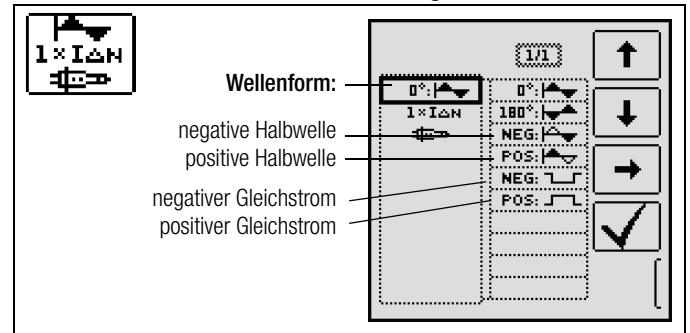 1×IΔN
Wellenform:
negative Halbwelle
positive Halbwelle
negativer Gleichstrom
positiver Gleichstrom
1/1
0°:
1×IΔN
0°:
180°:
NEG:
POS:
NEG:
POS: